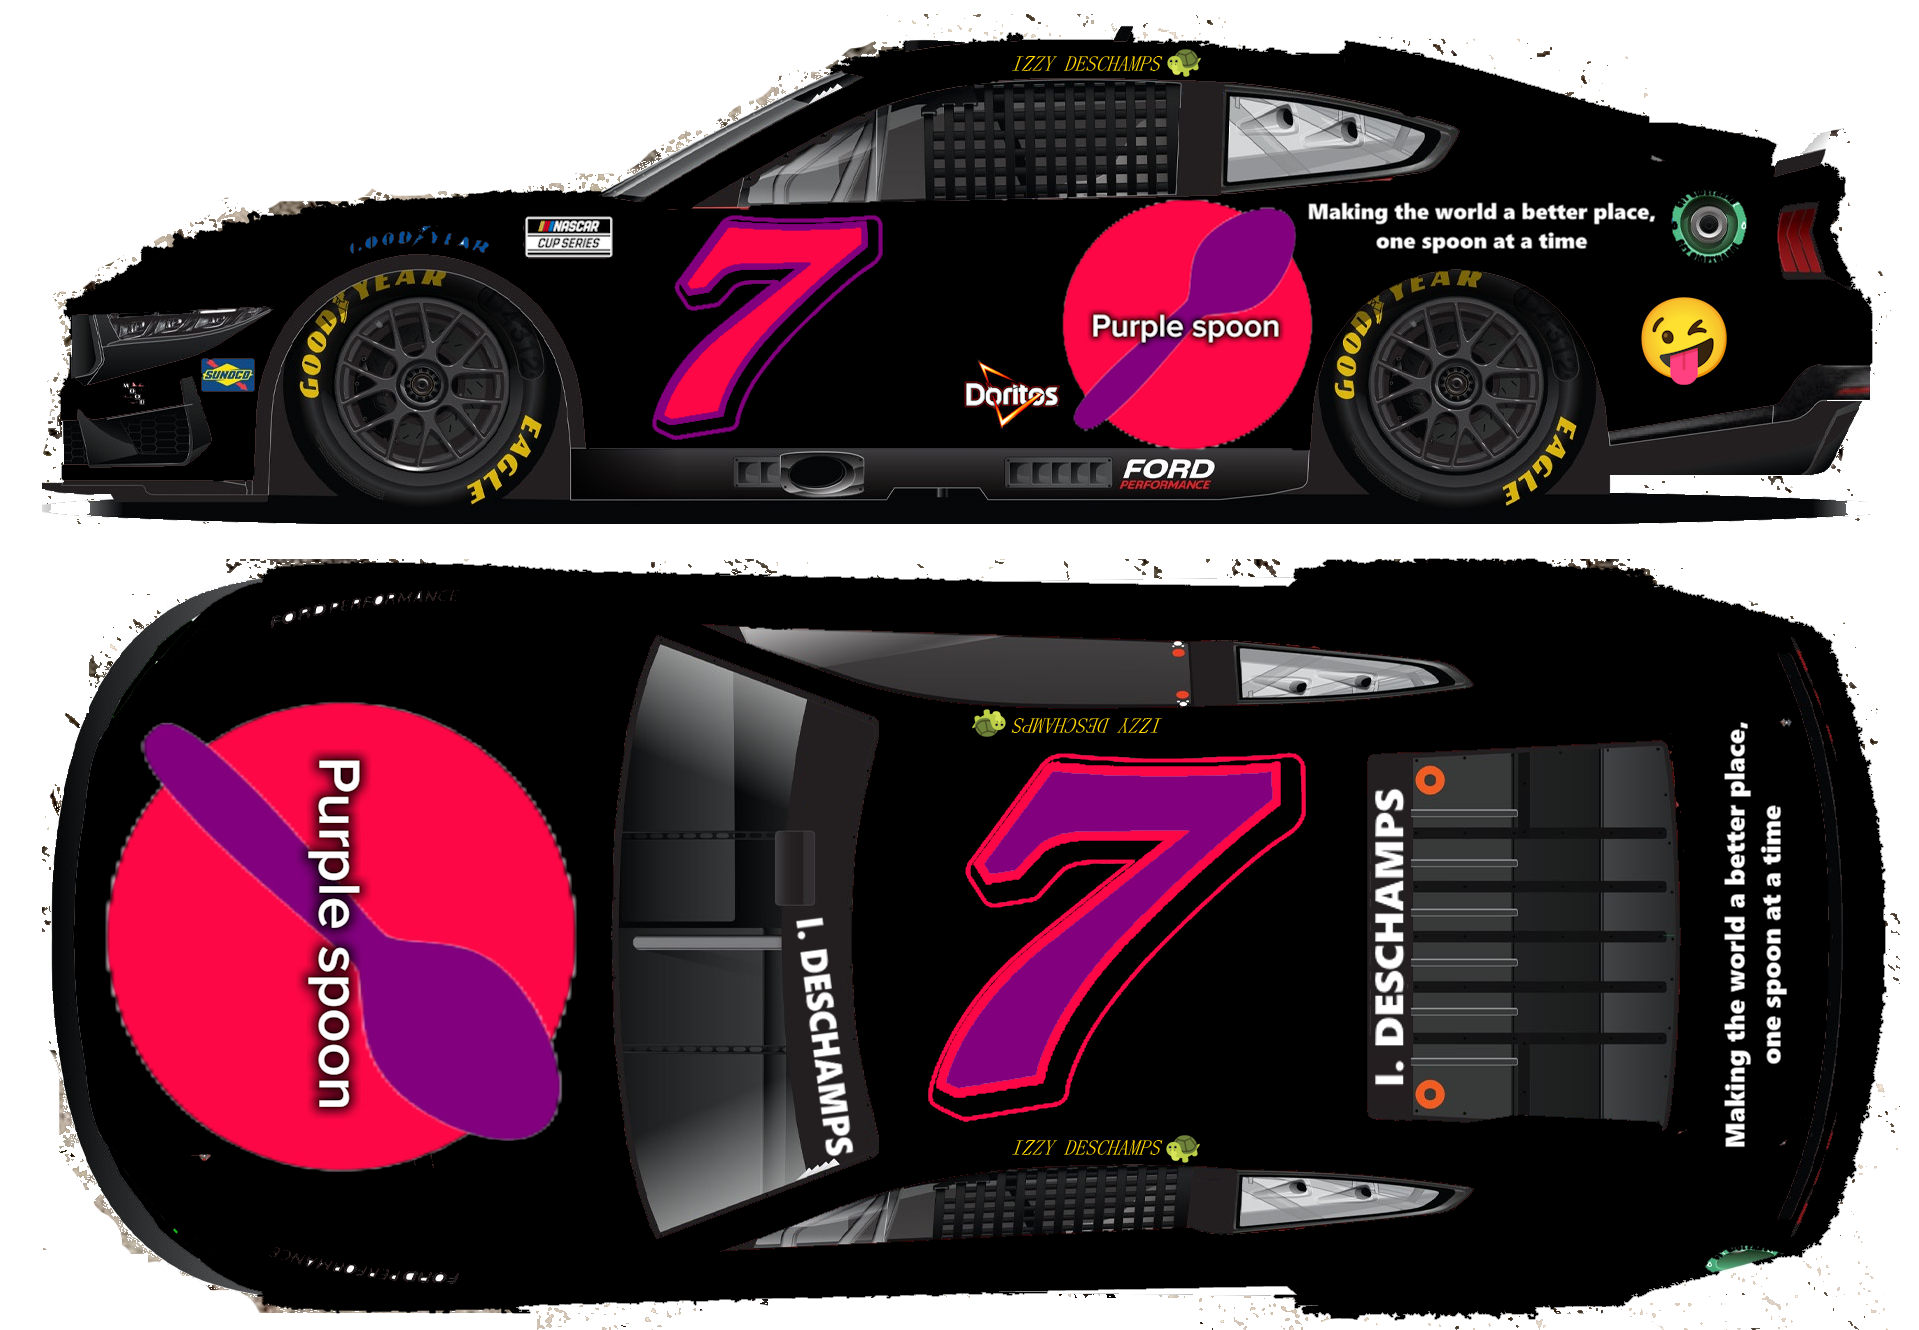 IZZY DESCHAMPS
GOODYEAR
NASCAR
CUP SERIES
7
Making the world a better place,
one spoon at a time
Purple spoon
GOODYEAR
EAGLE
GOODYEAR
EAGLE
SUNOCO
Doritos
FORD
PERFORMANCE
FORD PERFORMANCE
IZZY DESCHAMPS
7
Purple spoon
I. DESCHAMPS
I. DESCHAMPS
Making the world a better place,
one spoon at a time
IZZY DESCHAMPS
FORD PERFORMANCE